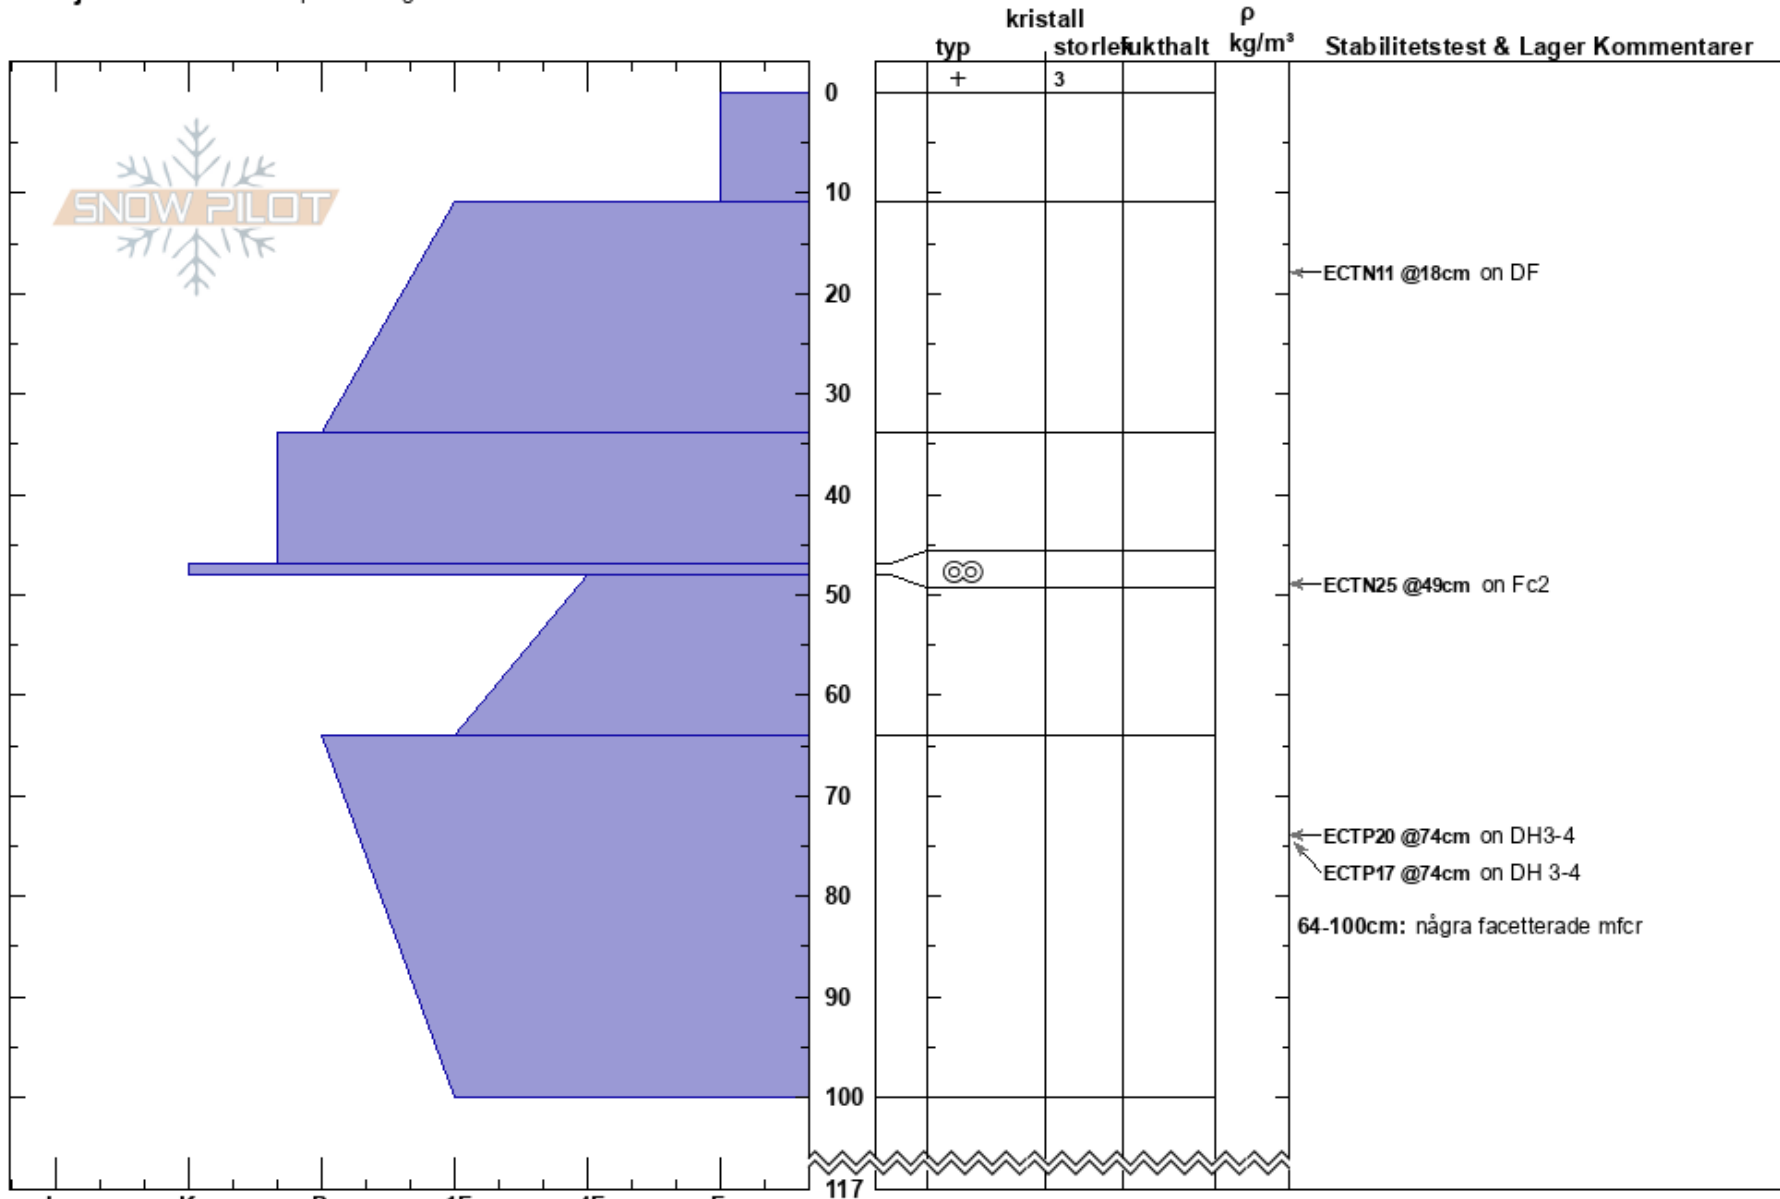 kristall ρ
typ storlek fukthalt kg/m³ Stabilitetstest & Lager Kommentarer
+ 3
0
SNOW PILOT
10
ECTN11 @18cm on DF
20
30
40
50
ECTN25 @49cm on Fc2
60
70
ECTP20 @74cm on DH3-4
ECTP17 @74cm on DH 3-4
80
64-100cm: några facetterade mfcr
90
100
117